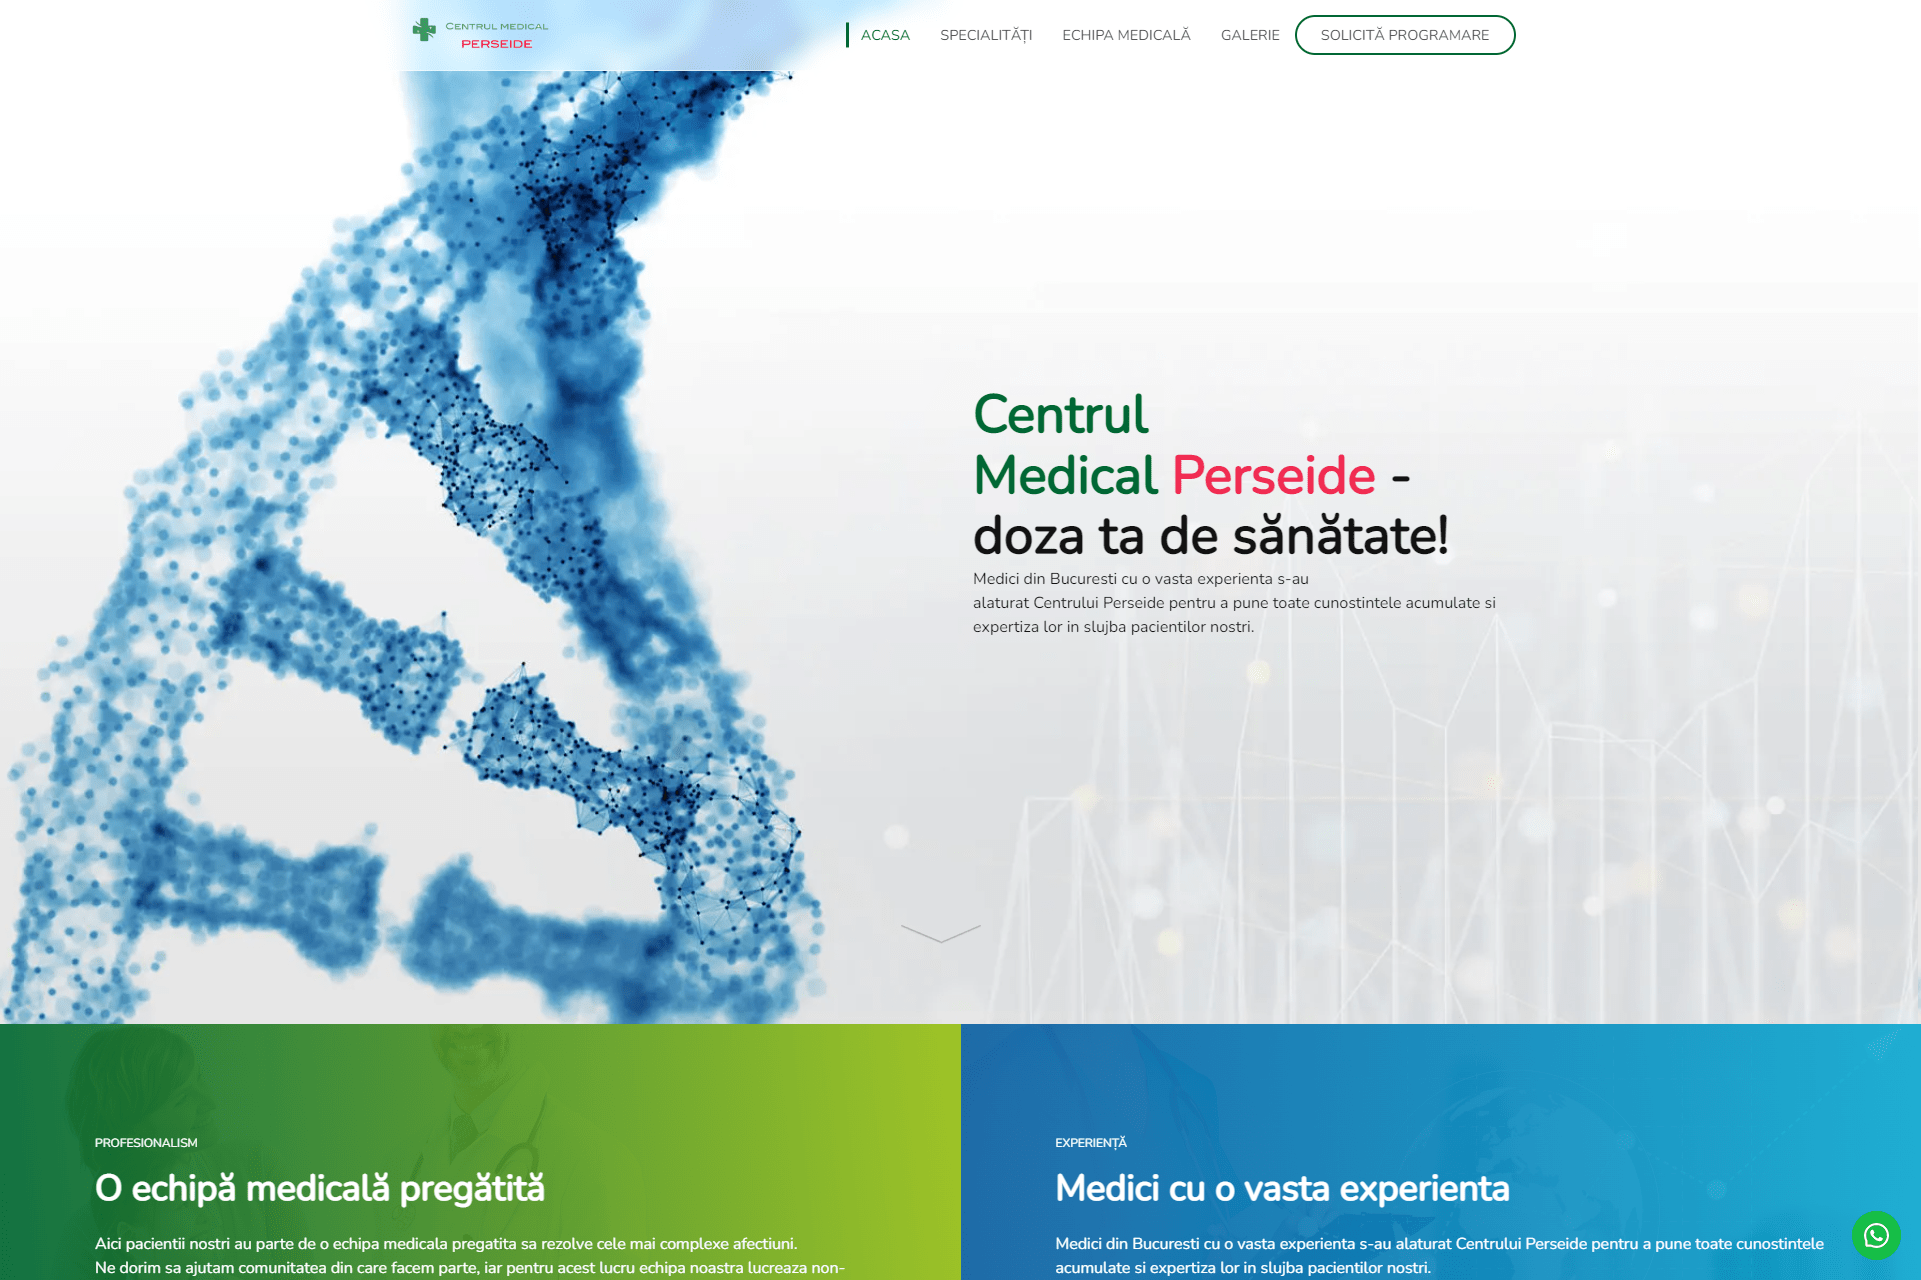 CENTRUL MEDICAL
PERSEIDE
ACASA
SPECIALITĂȚI
ECHIPA MEDICALĂ
GALERIE
SOLICITĂ PROGRAMARE
Centrul
Medical Perseide -
doza ta de sănătate!
Medici din Bucuresti cu o vasta experienta s-au
alaturat Centrului Perseide pentru a pune toate cunostintele acumulate si
expertiza lor in slujba pacientilor nostri.
PROFESIONALISM
O echipă medicală pregătită
Aici pacientii nostri au parte de o echipa medicala pregatita sa rezolve cele mai complexe afectiuni.
Ne dorim sa ajutam comunitatea din care facem parte, iar pentru acest lucru echipa noastra lucreaza non-
EXPERIENȚĂ
Medici cu o vasta experienta
Medici din Bucuresti cu o vasta experienta s-au alaturat Centrului Perseide pentru a pune toate cunostintele
acumulate si expertiza lor in slujba pacientilor nostri.